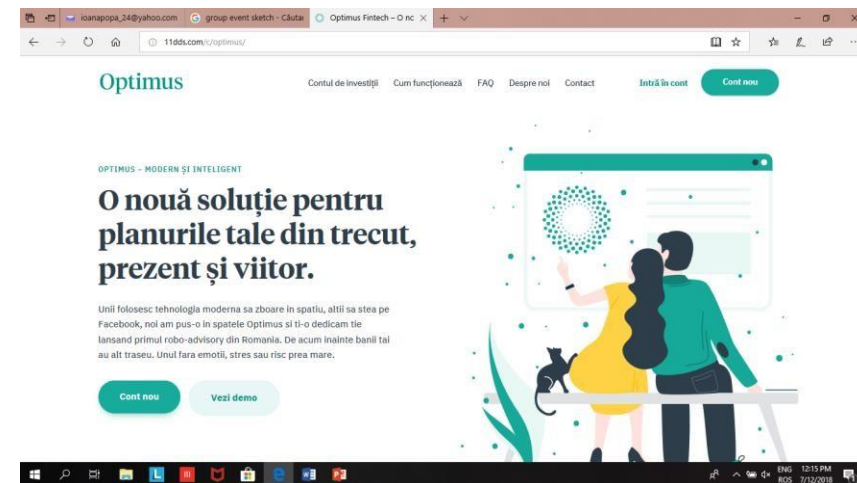 ioanapopa_24@yahoo.com
group event sketch - Căutar
Optimus Fintech – O nc
11dds.com/c/optimus/
Optimus
Contul de investiții Cum funcționează FAQ Despre noi Contact Intră în cont Cont nou
OPTIMUS - MODERN ȘI INTELIGENT
O nouă soluție pentru
planurile tale din trecut,
prezent și viitor.
Unii folosesc tehnologia moderna sa zboare in spatiu, altii sa stea pe
Facebook, noi am pus-o in spatele Optimus si ti-o dedicam tie
lansand primul robo-advisory din Romania. De acum inainte banii tai
au alt traseu. Unul fara emotii, stres sau risc prea mare.
Cont nou Vezi demo
ENG 12:15 PM
ROS 7/12/2018